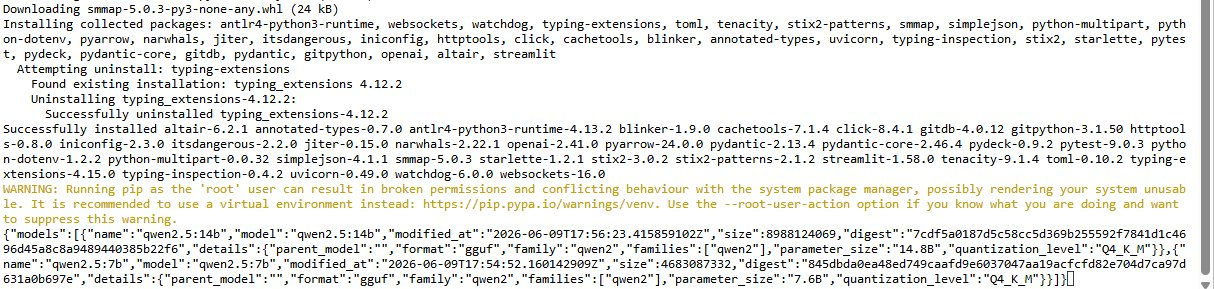 Downloading smmap-5.0.3-py3-none-any.whl (24 kB)
Installing collected packages: antlr4-python3-runtime, websockets, watchdog, typing-extensions, toml, tenacity, stix2-patterns, smmap, simplejson, python-multipart, pyth
on-dotenv, pyarrow, narwhals, jiter, itsdangerous, iniconfig, httptools, click, cachetools, blinker, annotated-types, uvicorn, typing-inspection, stix2, starlette, pytes
t, pydeck, pydantic-core, gitdb, pydantic, gitpython, openai, altair, streamlit
Attempting uninstall: typing-extensions
Found existing installation: typing_extensions 4.12.2
Uninstalling typing_extensions-4.12.2:
Successfully uninstalled typing_extensions-4.12.2
Successfully installed altair-6.2.1 annotated-types-0.7.0 antlr4-python3-runtime-4.13.2 blinker-1.9.0 cachetools-7.1.4 click-8.4.1 gitdb-4.0.12 gitpython-3.1.50 httptool
s-0.8.0 iniconfig-2.3.0 itsdangerous-2.2.0 jiter-0.15.0 narwhals-2.22.1 openai-2.41.0 pyarrow-24.0.0 pydantic-2.13.4 pydantic-core-2.46.4 pydeck-0.9.2 pytest-9.0.3 pytho
n-dotenv-1.2.2 python-multipart-0.0.32 simplejson-4.1.1 smmap-5.0.3 starlette-1.2.1 stix2-3.0.2 stix2-patterns-2.1.2 streamlit-1.58.0 tenacity-9.1.4 toml-0.10.2 typing-e
xtensions-4.15.0 typing-inspection-0.4.2 uvicorn-0.49.0 watchdog-6.0.0 websockets-16.0
WARNING: Running pip as the 'root' user can result in broken permissions and conflicting behaviour with the system package manager, possibly rendering your system unusab
le. It is recommended to use a virtual environment instead: https://pip.pypa.io/warnings/venv. Use the --root-user-action option if you know what you are doing and want
to suppress this warning.
{"models":[{"name":"qwen2.5:14b","model":"qwen2.5:14b","modified_at":"2026-06-09T17:56:23.415859102Z","size":8988124069,"digest":"7cdf5a0187d5c58cc5d369b255592f7841d1c46
96d45a8c8a9489440385b22f6","details":{"parent_model":"","format":"gguf","family":"qwen2","families":["qwen2"],"parameter_size":"14.8B","quantization_level":"Q4_K_M"}},{"
name":"qwen2.5:7b","model":"qwen2.5:7b","modified_at":"2026-06-09T17:54:52.160142909Z","size":4683087332,"digest":"845dbda0ea48ed749caafd9e6037047aa19acfcfd82e704d7ca97d
631a0b697e","details":{"parent_model":"","format":"gguf","family":"qwen2","families":["qwen2"],"parameter_size":"7.6B","quantization_level":"Q4_K_M"}}]}